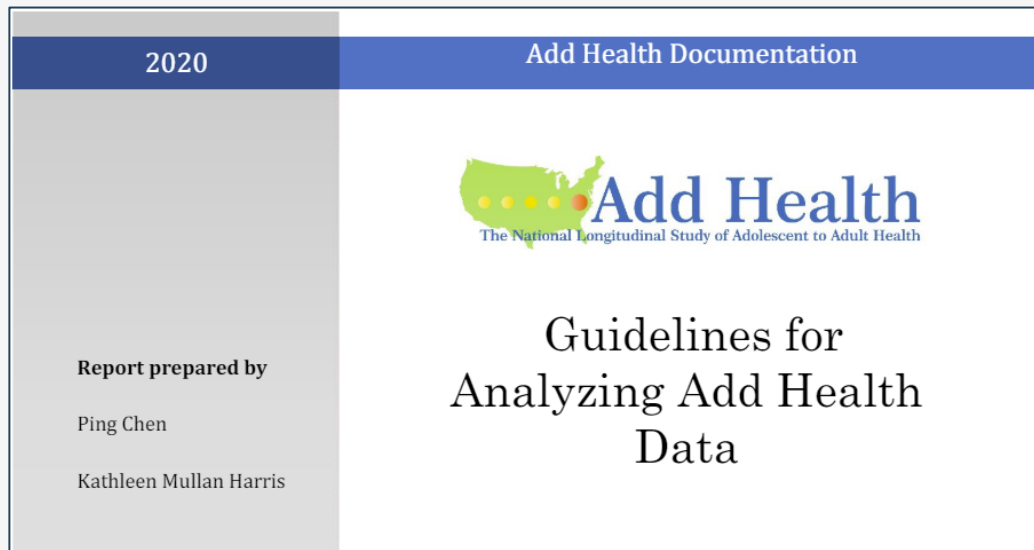 2020
Add Health Documentation
Add Health
The National Longitudinal Study of Adolescent to Adult Health
Guidelines for
Analyzing Add Health
Data
Report prepared by
Ping Chen
Kathleen Mullan Harris